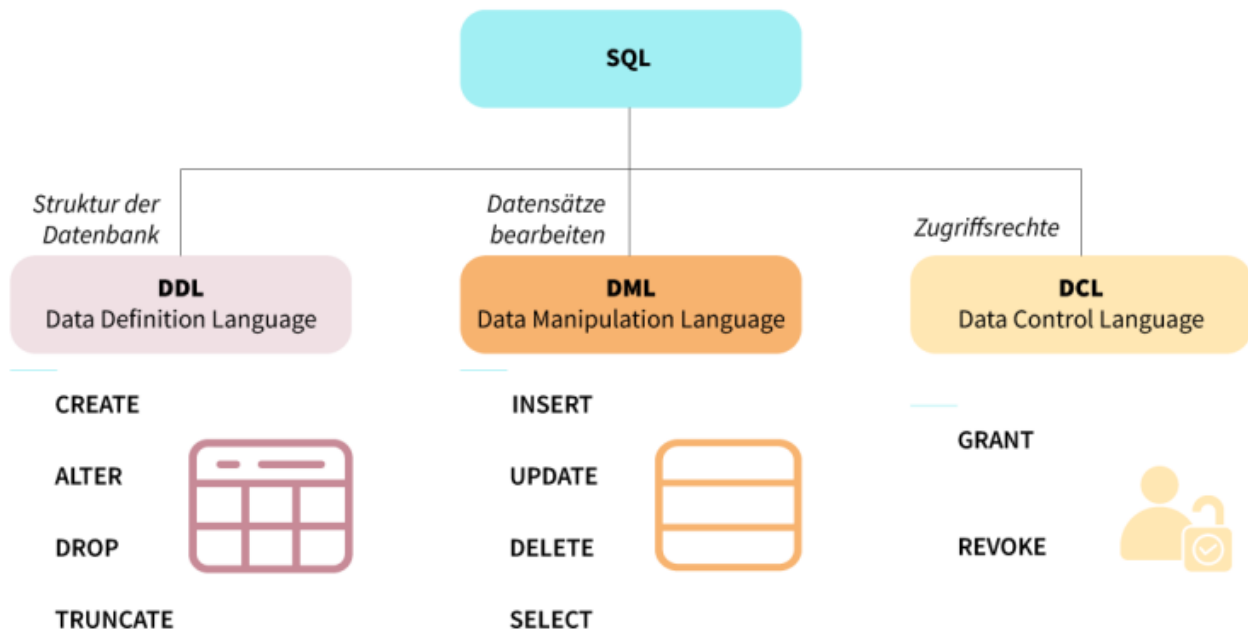 SQL
Struktur der
Datenbank
Datensätze
bearbeiten
Zugriffsrechte
DDL
Data Definition Language
DML
Data Manipulation Language
DCL
Data Control Language
CREATE
ALTER
DROP
TRUNCATE
INSERT
UPDATE
DELETE
SELECT
GRANT
REVOKE